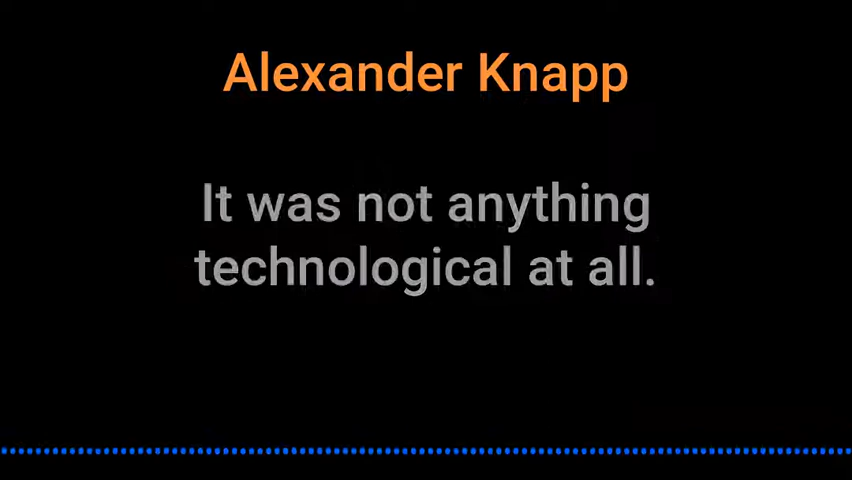 Alexander Knapp
It was not anything
technological at all.